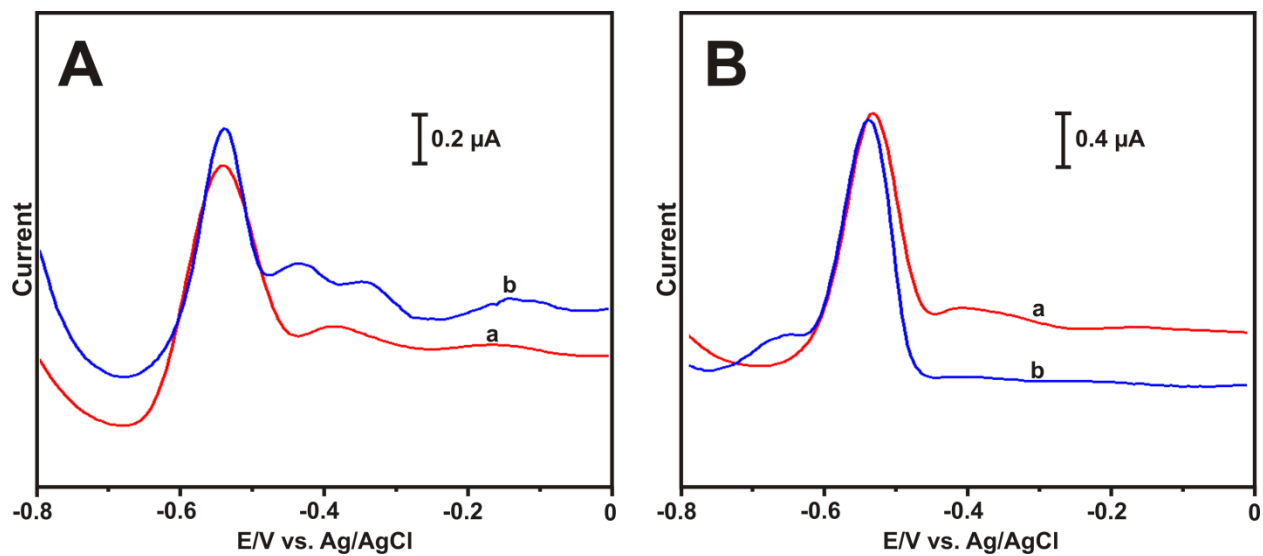 A
0.2 µA
Current
b
a
-0.8
-0.6
-0.4
-0.2
0
E/V vs. Ag/AgCl
B
0.4 µA
Current
a
b
-0.8
-0.6
-0.4
-0.2
0
E/V vs. Ag/AgCl